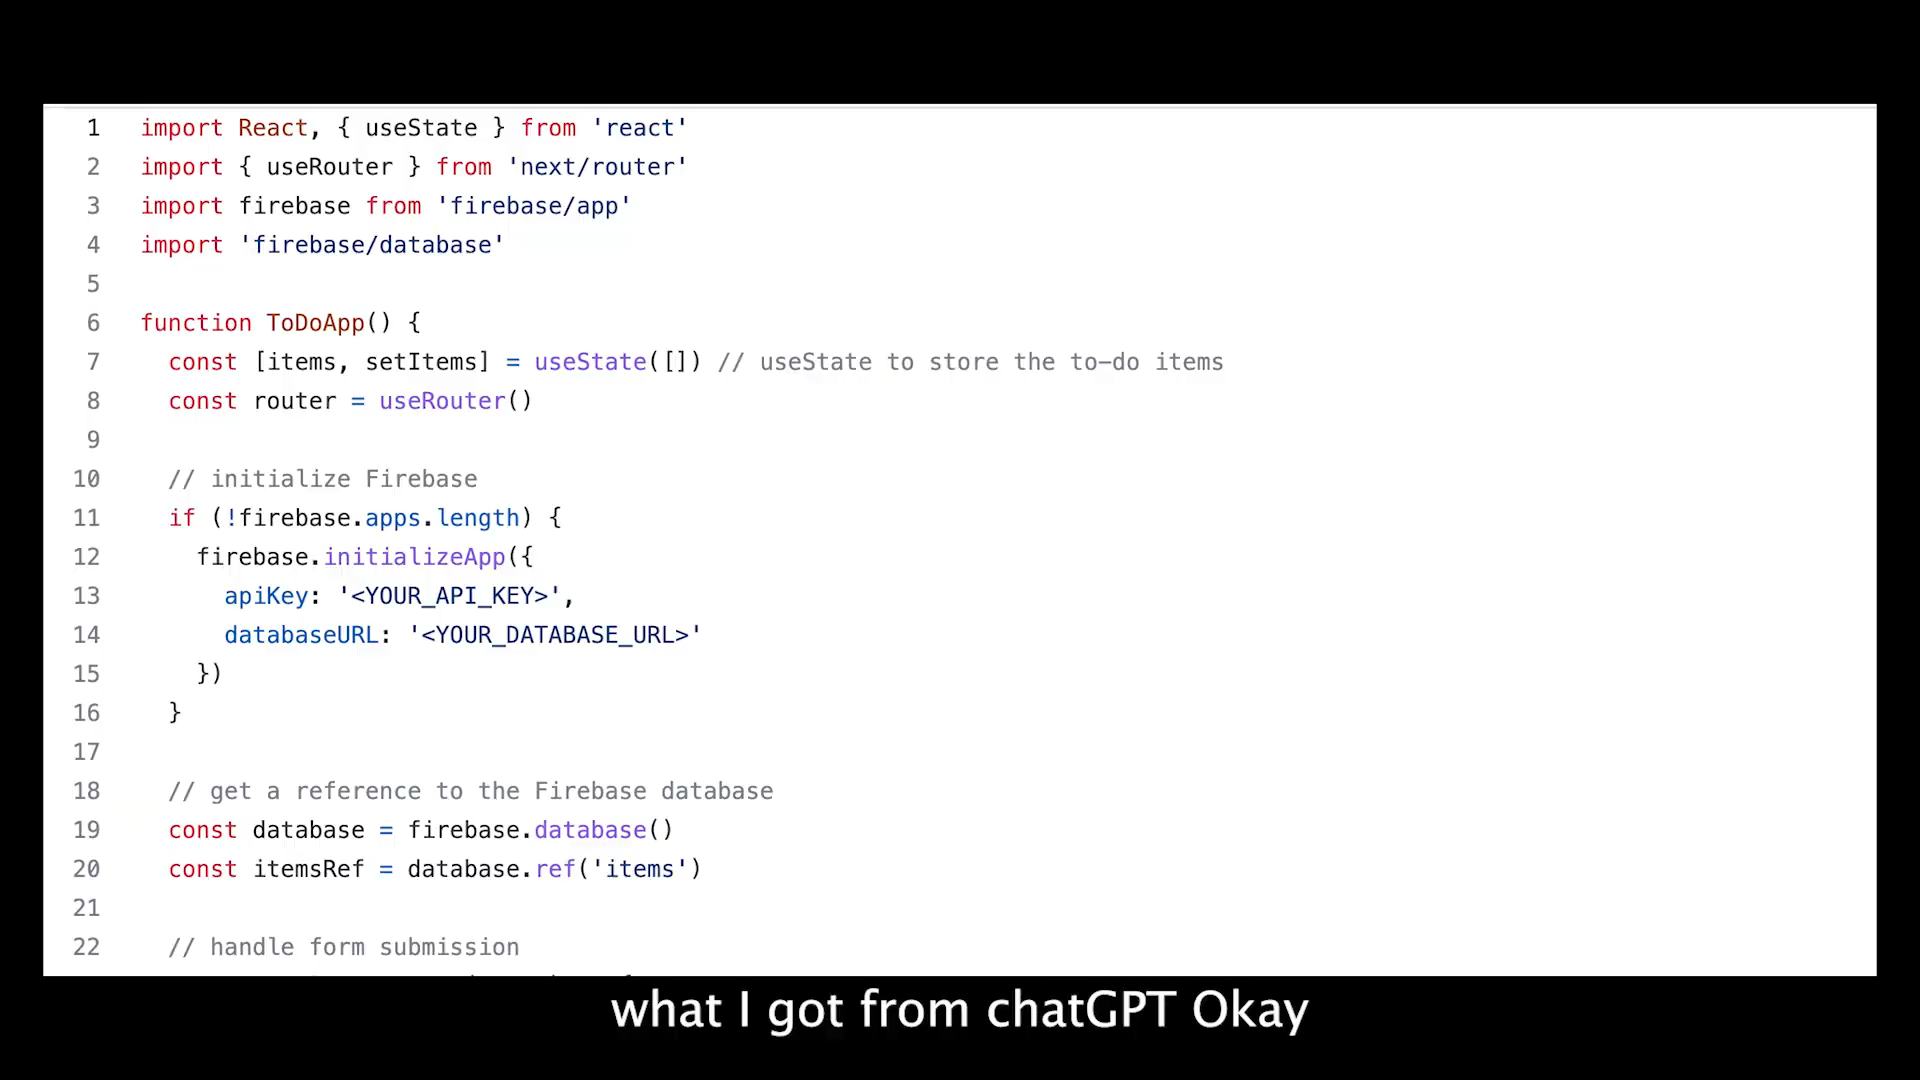 1 import React, { useState } from 'react'
2 import { useRouter } from 'next/router'
3 import firebase from 'firebase/app'
4 import 'firebase/database'
5
6 function ToDoApp() {
7   const [items, setItems] = useState([]) // useState to store the to-do items
8   const router = useRouter()
9
10   // initialize Firebase
11   if (!firebase.apps.length) {
12     firebase.initializeApp({
13       apiKey: '<YOUR_API_KEY>',
14       databaseURL: '<YOUR_DATABASE_URL>'
15     })
16   }
17
18   // get a reference to the Firebase database
19   const database = firebase.database()
20   const itemsRef = database.ref('items')
21
22   // handle form submission
what I got from chatGPT Okay